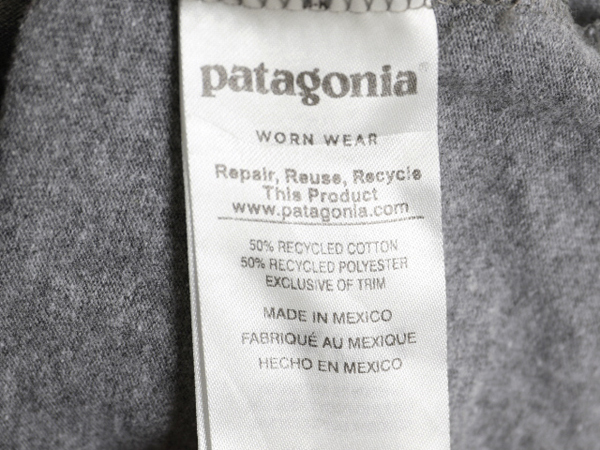 patagonia®
WORN WEAR
Repair, Reuse, Recycle
This Product
www.patagonia.com
50% RECYCLED COTTON
50% RECYCLED POLYESTER
EXCLUSIVE OF TRIM
MADE IN MEXICO
FABRIQUÉ AU MEXIQUE
HECHO EN MEXICO